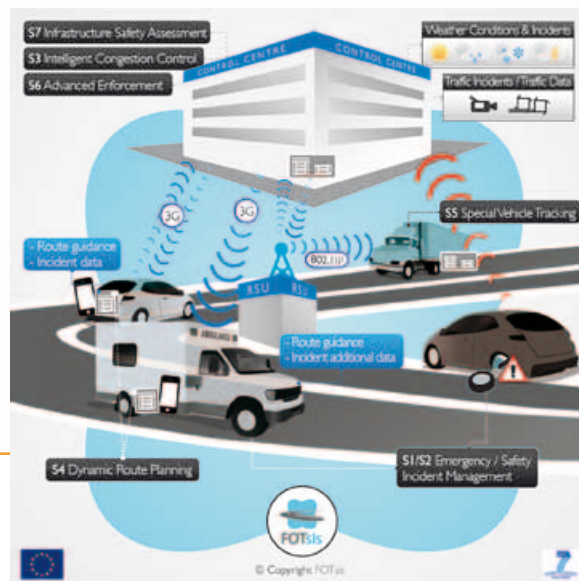 S7 Infrastructure Safety Assessment
S3 Intelligent Congestion Control
S6 Advanced Enforcement
CONTROL CENTRE
CONTROL CENTRE
Weather Conditions & Incidents
Traffic Incidents / Traffic Data
3G
3G
S5 Special Vehicle Tracking
- Route guidance
- Incident data
802.11p
RSU
RSU
AMBULANCE
- Route guidance
- Incident additional data
S4 Dynamic Route Planning
S1/S2 Emergency / Safety
Incident Management
FOTsis
© Copyright FOTsis